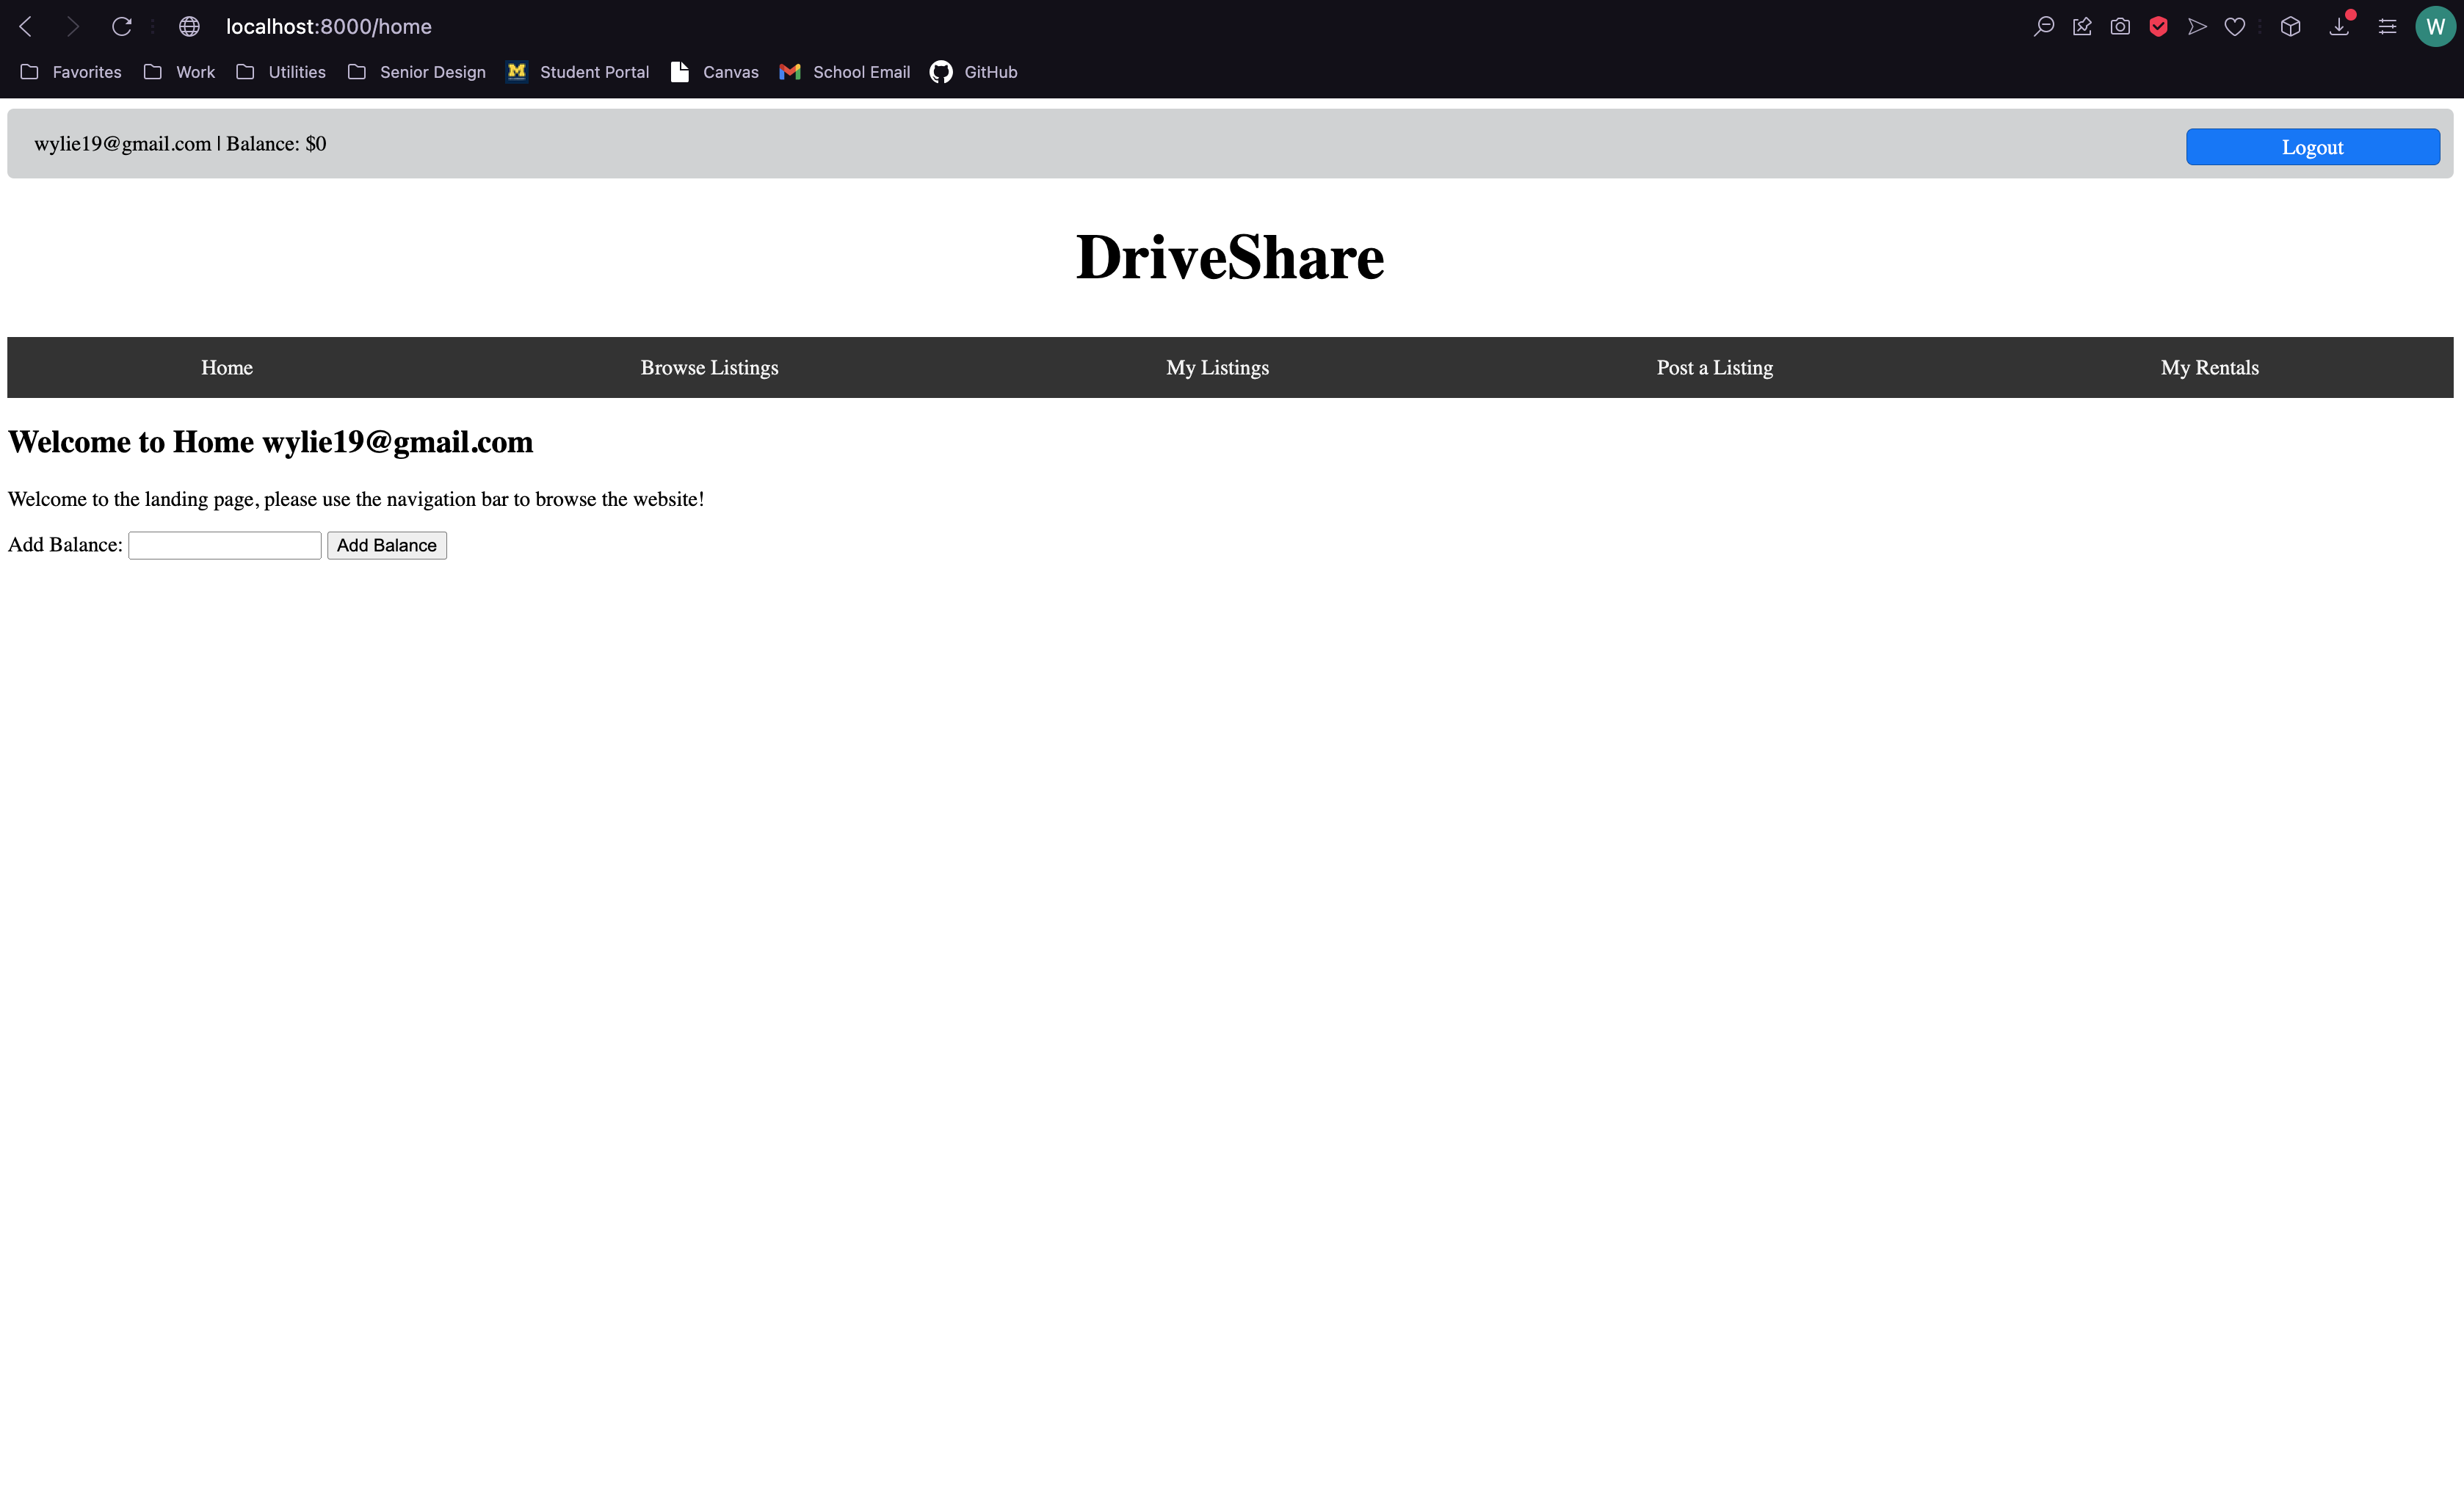 localhost:8000/home
W
Favorites Work Utilities Senior Design M Student Portal Canvas School Email GitHub
wylie19@gmail.com | Balance: $0 Logout
DriveShare
Home Browse Listings My Listings Post a Listing My Rentals
Welcome to Home wylie19@gmail.com
Welcome to the landing page, please use the navigation bar to browse the website!
Add Balance: Add Balance